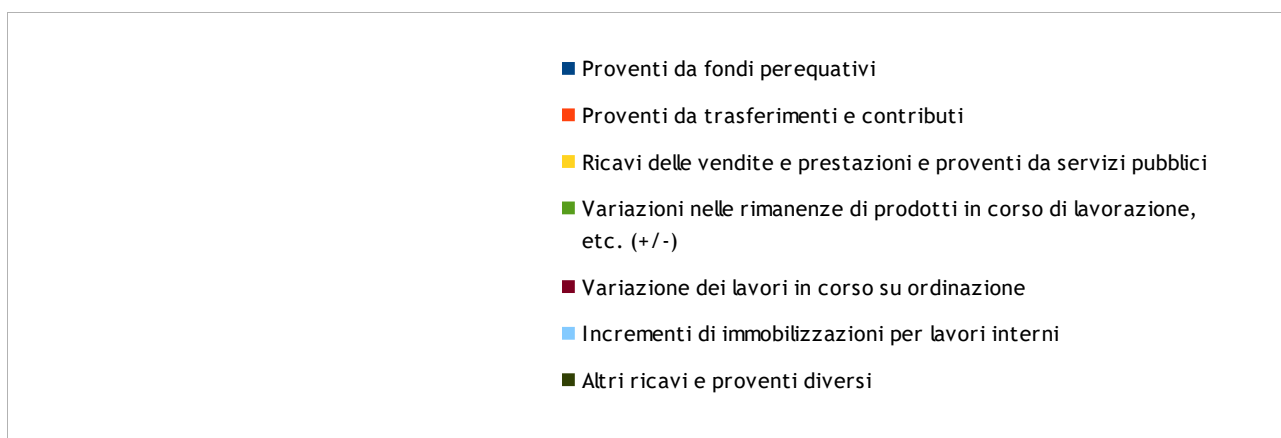 Proventi da fondi perequativi
Proventi da trasferimenti e contributi
Ricavi delle vendite e prestazioni e proventi da servizi pubblici
Variazioni nelle rimanenze di prodotti in corso di lavorazione,
etc. (+/-)
Variazione dei lavori in corso su ordinazione
Incrementi di immobilizzazioni per lavori interni
Altri ricavi e proventi diversi